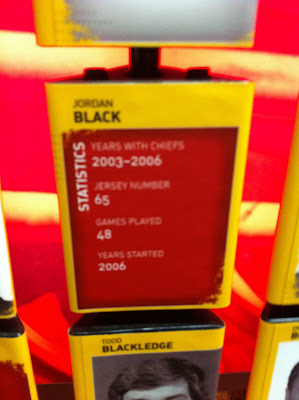 JORDAN
BLACK
STATISTICS
YEARS WITH CHIEFS
2003-2006
JERSEY NUMBER
65
GAMES PLAYED
48
YEARS STARTED
2006
TODD
BLACKLEDGE